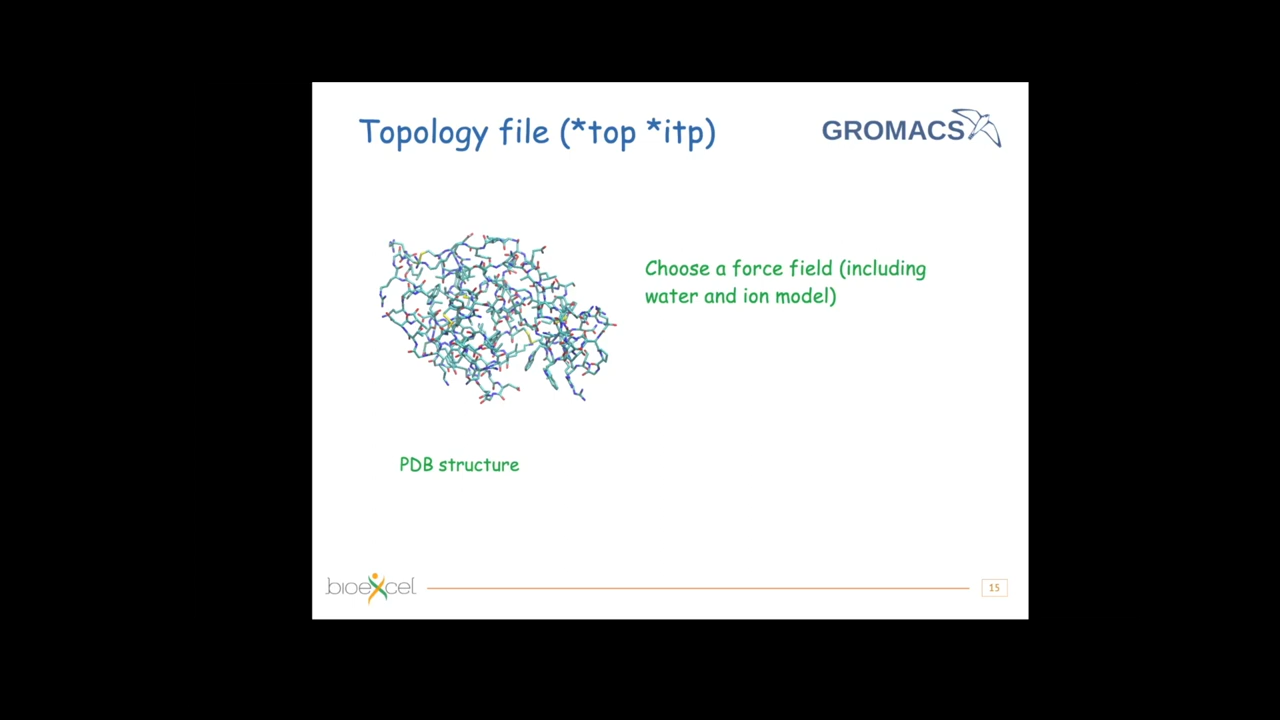 Topology file (*top *itp)
GROMACS
Choose a force field (including
water and ion model)
PDB structure
bioexcel
15